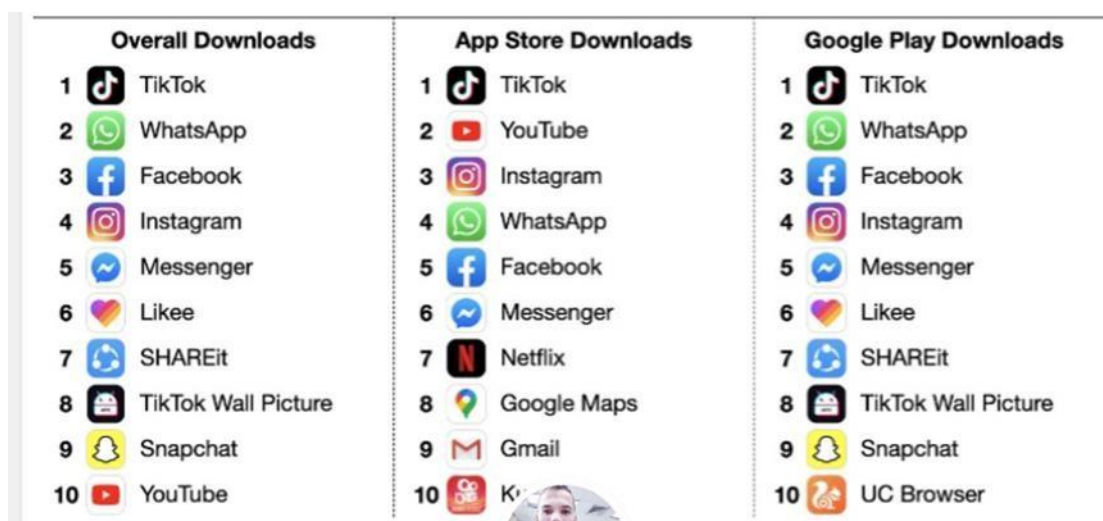 Overall Downloads
1 TikTok
2 WhatsApp
3 Facebook
4 Instagram
5 Messenger
6 Likee
7 SHAREit
8 TikTok Wall Picture
9 Snapchat
10 YouTube
App Store Downloads
1 TikTok
2 YouTube
3 Instagram
4 WhatsApp
5 Facebook
6 Messenger
7 Netflix
8 Google Maps
9 Gmail
10
Google Play Downloads
1 TikTok
2 WhatsApp
3 Facebook
4 Instagram
5 Messenger
6 Likee
7 SHAREit
8 TikTok Wall Picture
9 Snapchat
10 UC Browser